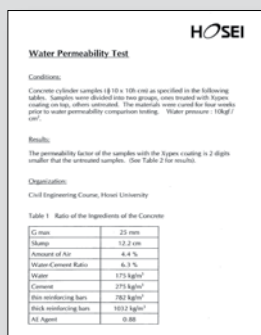 HOSEI
Water Permeability Test
Conditions:
Concrete cylinder samples (ϕ10 x 10h cm) as specified in the following
tables. Samples were divided into two groups, ones treated with Xypex
coating on top, others untreated. The materials were cured for four weeks
prior to water permeability comparison testing. Water pressure : 10kgf/
cm².
Results:
The permeability factor of the samples with the Xypex coating is 2 digits
smaller that the untreated samples. (See Table 2 for results).
Organization:
Civil Engineering Course, Hosei University
Table 1 Ratio of the Ingredients of the Concrete
G max 25 mm
Slump 12.2 cm
Amount of Air 4.4 %
Water-Cement Ratio 6.3 %
Water 175 kg/m³
Cement 275 kg/m³
thin reinforcing bars 782 kg/m³
thick reinforcing bars 1032 kg/m³
AE Agent 0.88